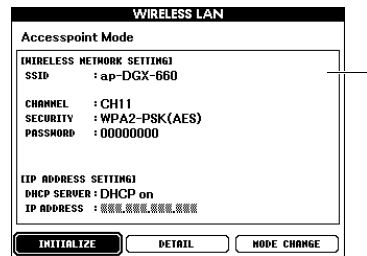 WIRELESS LAN
Accesspoint Mode
[WIRELESS NETWORK SETTING]
SSID : ap-DGX-660
CHANNEL : CH11
SECURITY : WPA2-PSK(AES)
PASSWORD : 00000000
[IP ADDRESS SETTING]
DHCP SERVER : DHCP on
IP ADDRESS :
INITIALIZE DETAIL MODE CHANGE